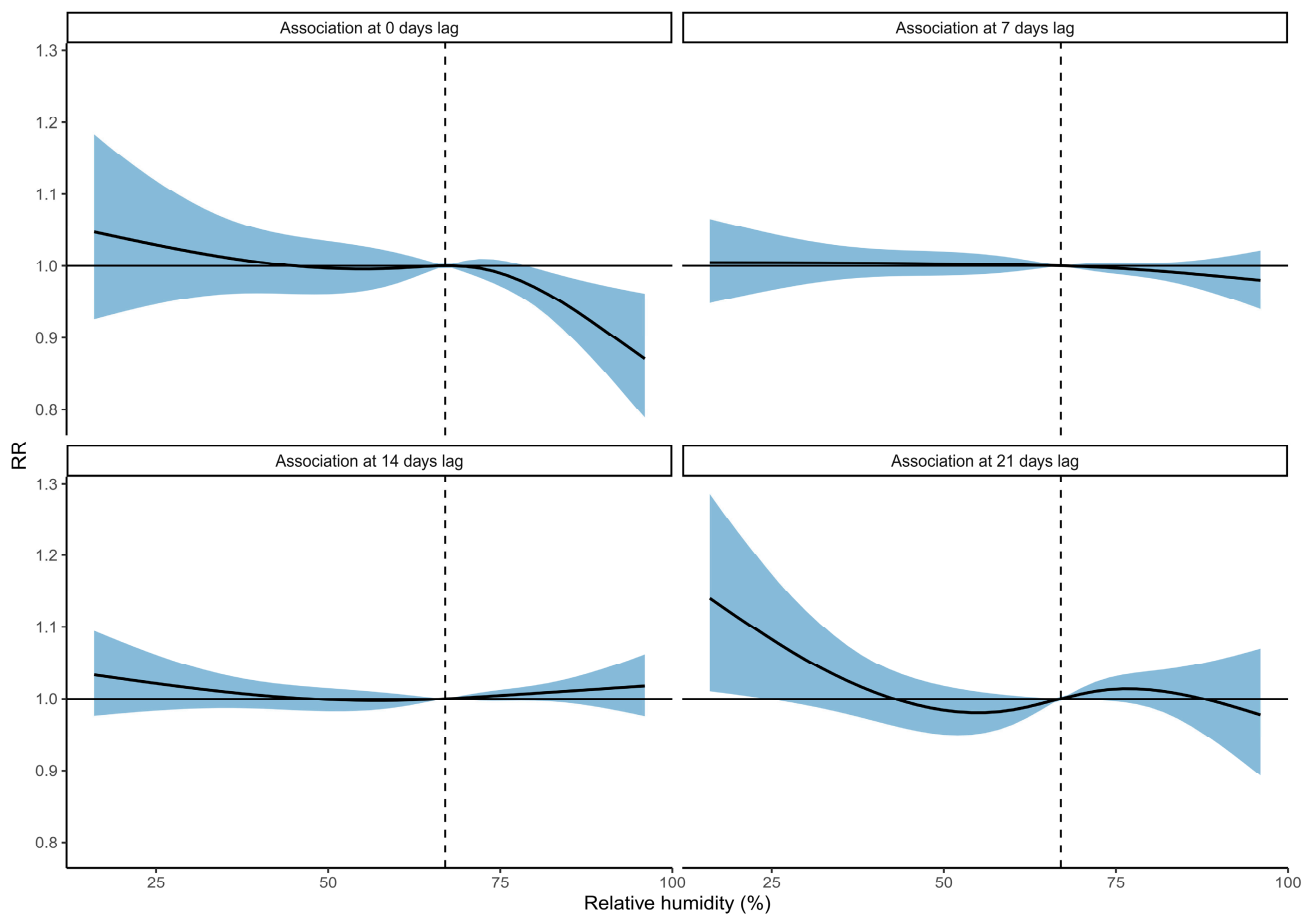 Association at 0 days lag
Association at 7 days lag
1.3
1.2
1.1
1.0
0.9
0.8
RR
Association at 14 days lag
Association at 21 days lag
1.3
1.2
1.1
1.0
0.9
0.8
25 50 75 100 25 50 75 100
Relative humidity (%)